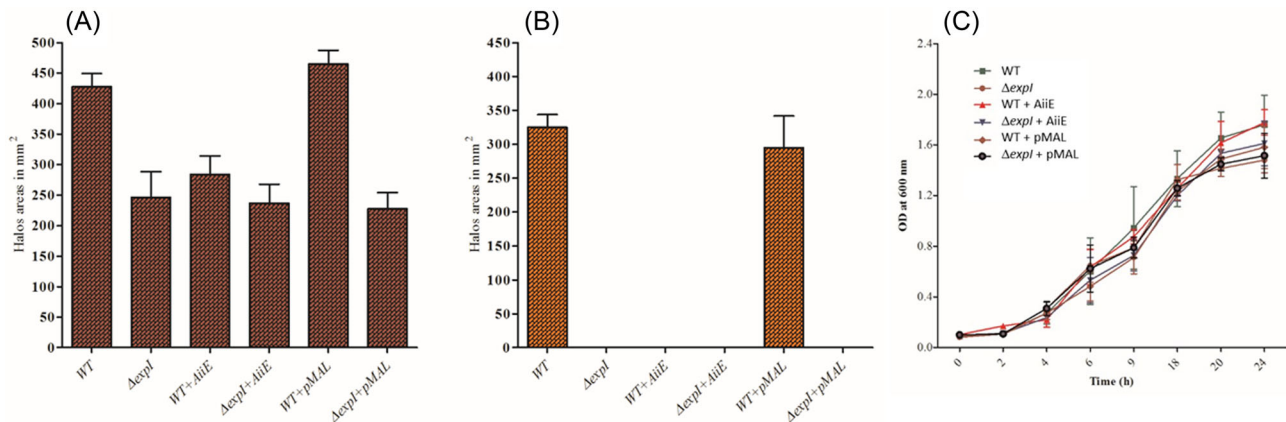 (A)
Halos areas in mm²
500
450
400
350
300
250
200
150
100
50
0
WT
ΔexpI
WT+AiiE
ΔexpI+AiiE
WT+pMAL
ΔexpI+pMAL
(B)
Halos areas in mm²
450
400
350
300
250
200
150
100
50
0
WT
ΔexpI
WT+AiiE
ΔexpI+AiiE
WT+pMAL
ΔexpI+pMAL
(C)
OD at 600 nm
2.4
2.0
1.6
1.2
0.8
0.4
0.0
WT
ΔexpI
WT + AiiE
ΔexpI + AiiE
WT + pMAL
ΔexpI + pMAL
0
2
4
6
9
18
20
24
Time (h)